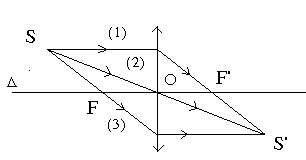 S (1)
(2) O F'
Δ
F
(3)
S'